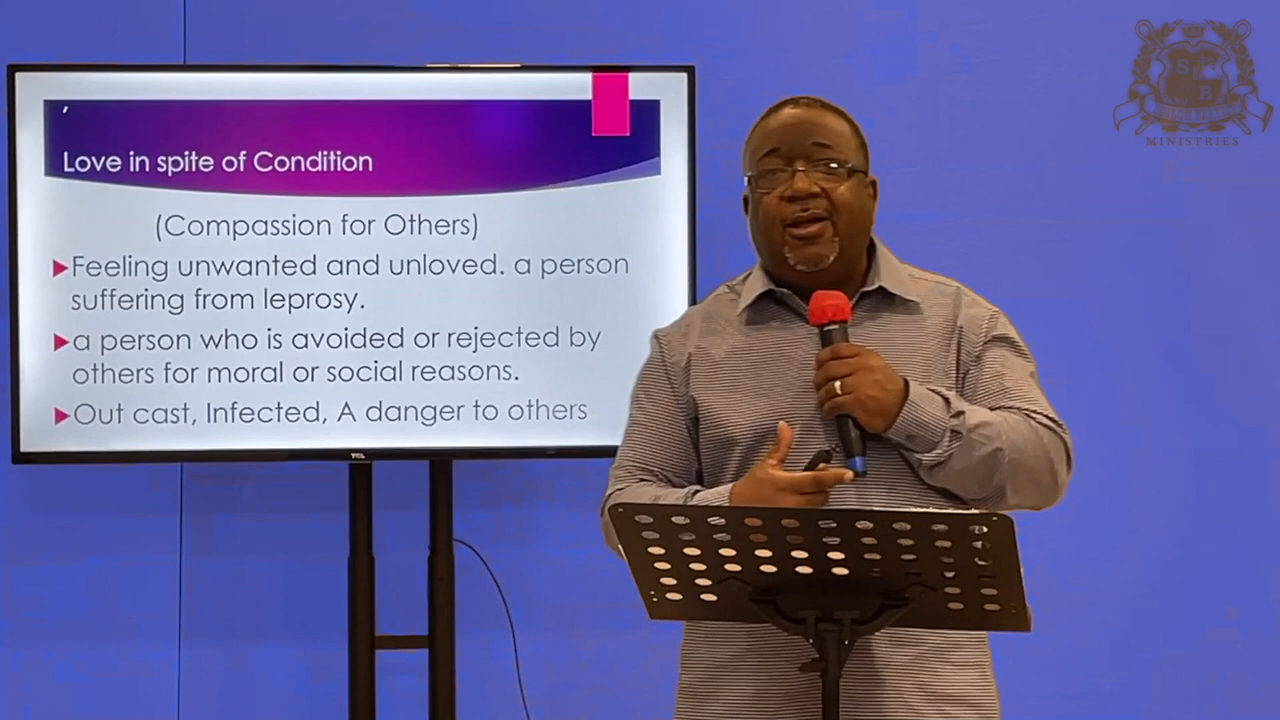 Love in spite of Condition
(Compassion for Others)
Feeling unwanted and unloved. a person
suffering from leprosy.
a person who is avoided or rejected by
others for moral or social reasons.
Out cast, Infected, A danger to others
TCL
MINISTRIES